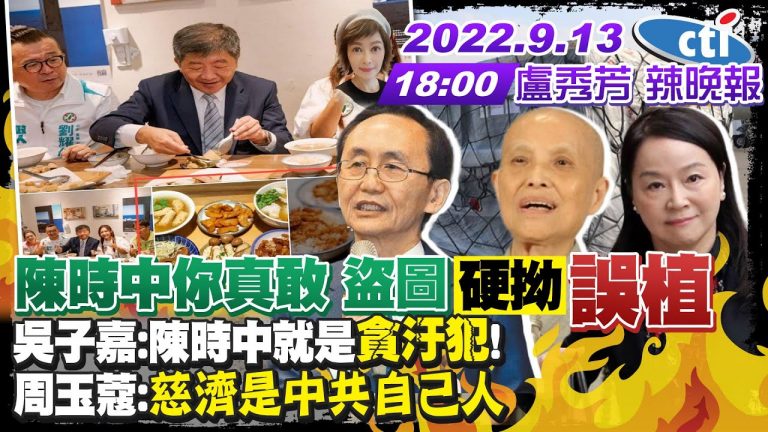 2022.9.13
cti
18:00 盧秀芳 辣晚報
陳時中你真敢 盜圖硬拗誤植
吳子嘉:陳時中就是貪汙犯!
周玉蔻:慈濟是中共自己人